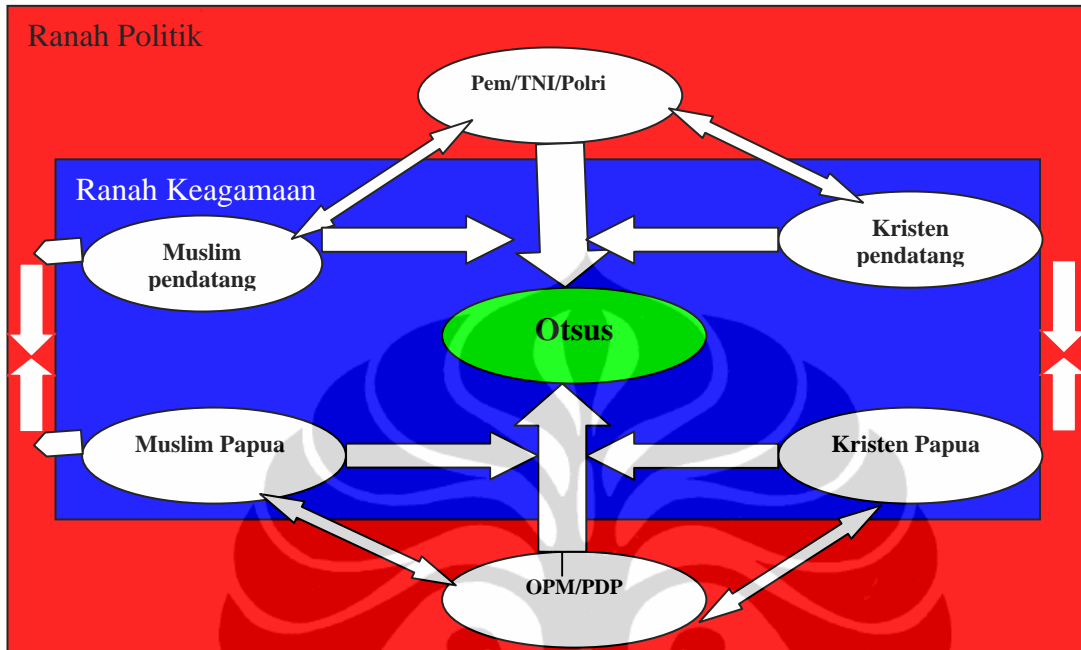 Ranah Politik
Pem/TNI/Polri
Ranah Keagamaan
Muslim
pendatang
Kristen
pendatang
Otsus
Muslim Papua
Kristen Papua
OPM/PDP